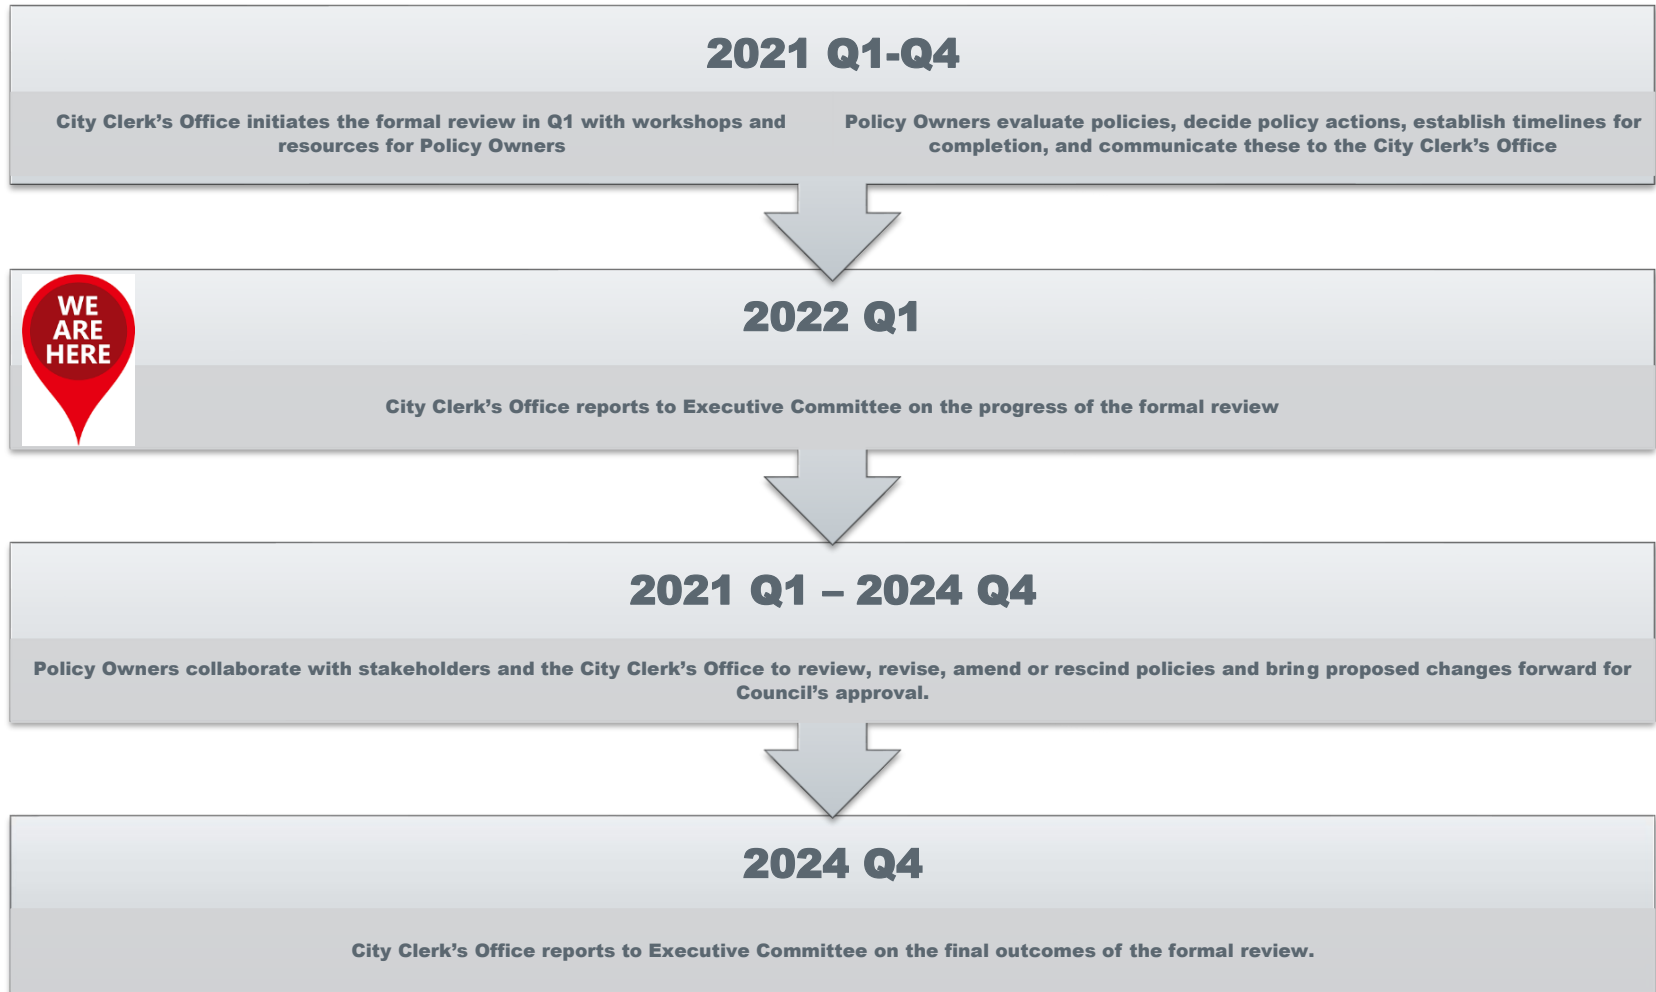 2021 Q1-Q4
City Clerk’s Office initiates the formal review in Q1 with workshops and
resources for Policy Owners
Policy Owners evaluate policies, decide policy actions, establish timelines for
completion, and communicate these to the City Clerk’s Office
WE
ARE
HERE
2022 Q1
City Clerk’s Office reports to Executive Committee on the progress of the formal review
2021 Q1 – 2024 Q4
Policy Owners collaborate with stakeholders and the City Clerk’s Office to review, revise, amend or rescind policies and bring proposed changes forward for
Council’s approval.
2024 Q4
City Clerk’s Office reports to Executive Committee on the final outcomes of the formal review.